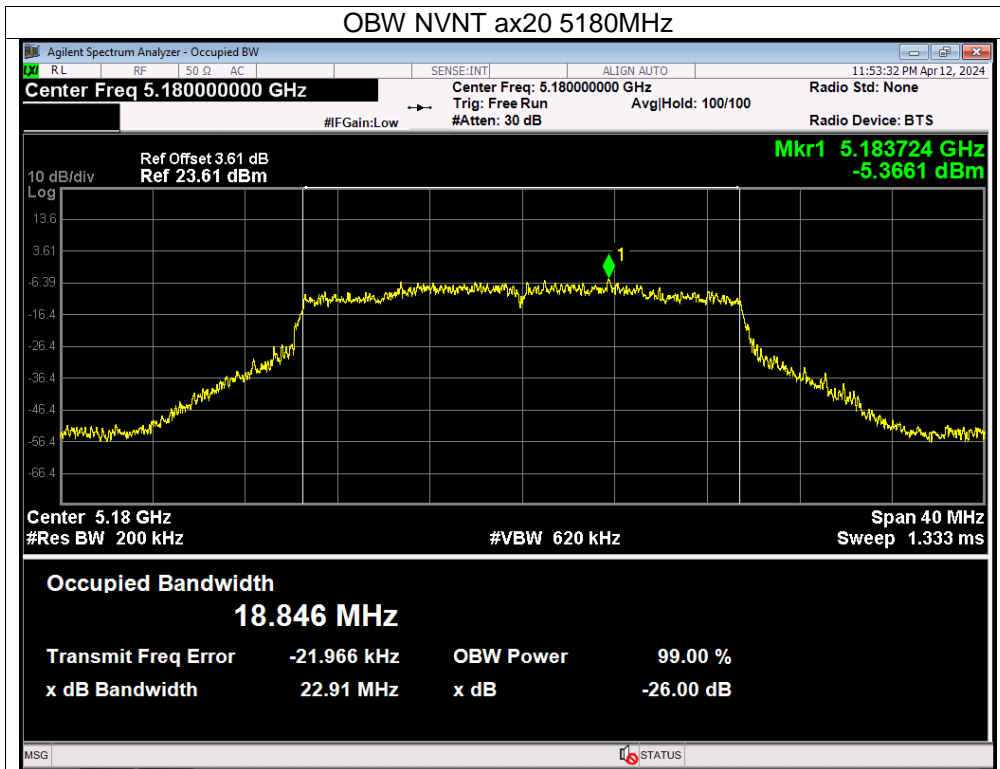 OBW NVNT ax20 5180MHz
Agilent Spectrum Analyzer - Occupied BW
LXI RL RF 50 Ω AC SENSE:INT ALIGN AUTO 11:53:32 PM Apr 12, 2024
Center Freq 5.180000000 GHz
Center Freq: 5.180000000 GHz
Radio Std: None
Trig: Free Run
Avg|Hold: 100/100
#IFGain:Low
#Atten: 30 dB
Radio Device: BTS
Mkr1 5.183724 GHz
-5.3661 dBm
Ref Offset 3.61 dB
10 dB/div Ref 23.61 dBm
Log
13.6
3.61
1
-6.39
-16.4
-26.4
-36.4
-46.4
-56.4
-66.4
Center 5.18 GHz Span 40 MHz
#Res BW 200 kHz #VBW 620 kHz Sweep 1.333 ms
Occupied Bandwidth
18.846 MHz
Transmit Freq Error -21.966 kHz OBW Power 99.00 %
x dB Bandwidth 22.91 MHz x dB -26.00 dB
MSG STATUS